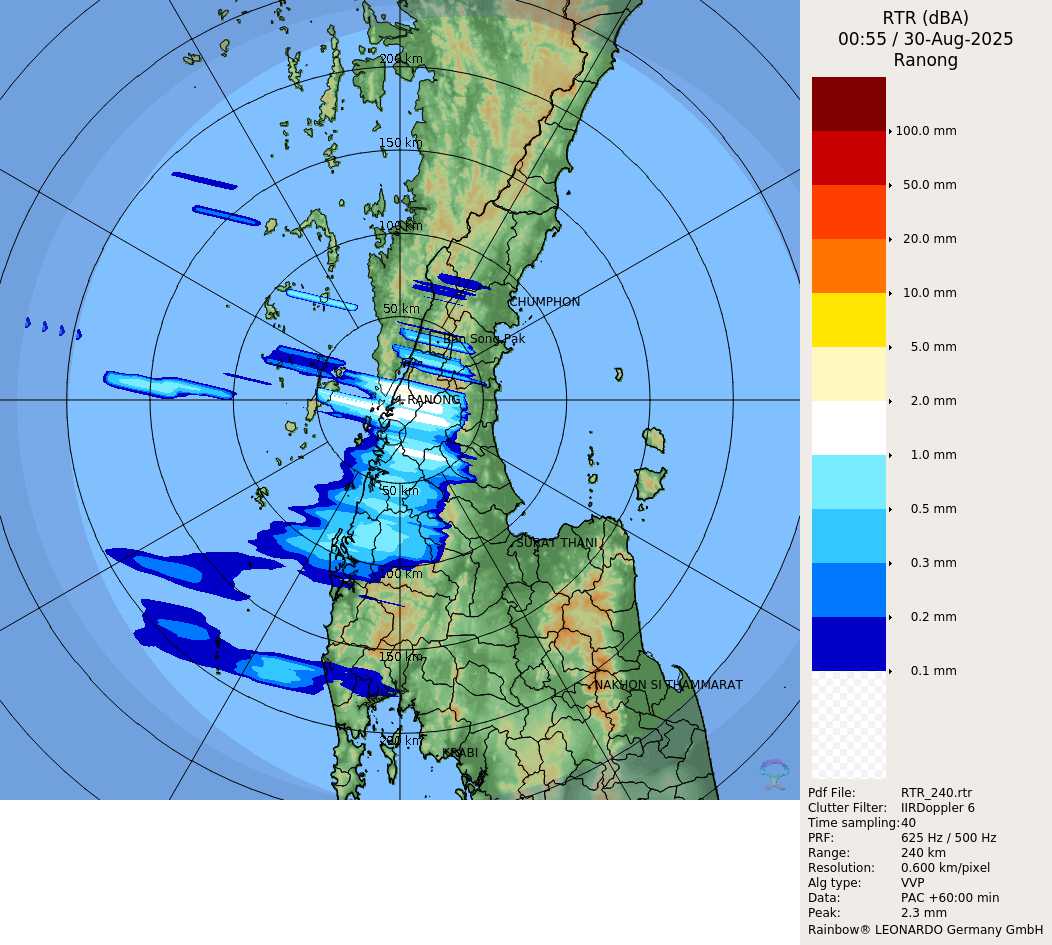 RTR (dBA)
00:55 / 30-Aug-2025
Ranong
200 km
150 km
100 km
50 km
CHUMPHON
Ban Song Pak
RANONG
50 km
SURAT THANI
100 km
150 km
NAKHON SI THAMMARAT
200 km
KRABI
100.0 mm
50.0 mm
20.0 mm
10.0 mm
5.0 mm
2.0 mm
1.0 mm
0.5 mm
0.3 mm
0.2 mm
0.1 mm
Pdf File: RTR_240.rtr
Clutter Filter: IIRDoppler 6
Time sampling:40
PRF: 625 Hz / 500 Hz
Range: 240 km
Resolution: 0.600 km/pixel
Alg type: VVP
Data: PAC +60:00 min
Peak: 2.3 mm
Rainbow® LEONARDO Germany GmbH